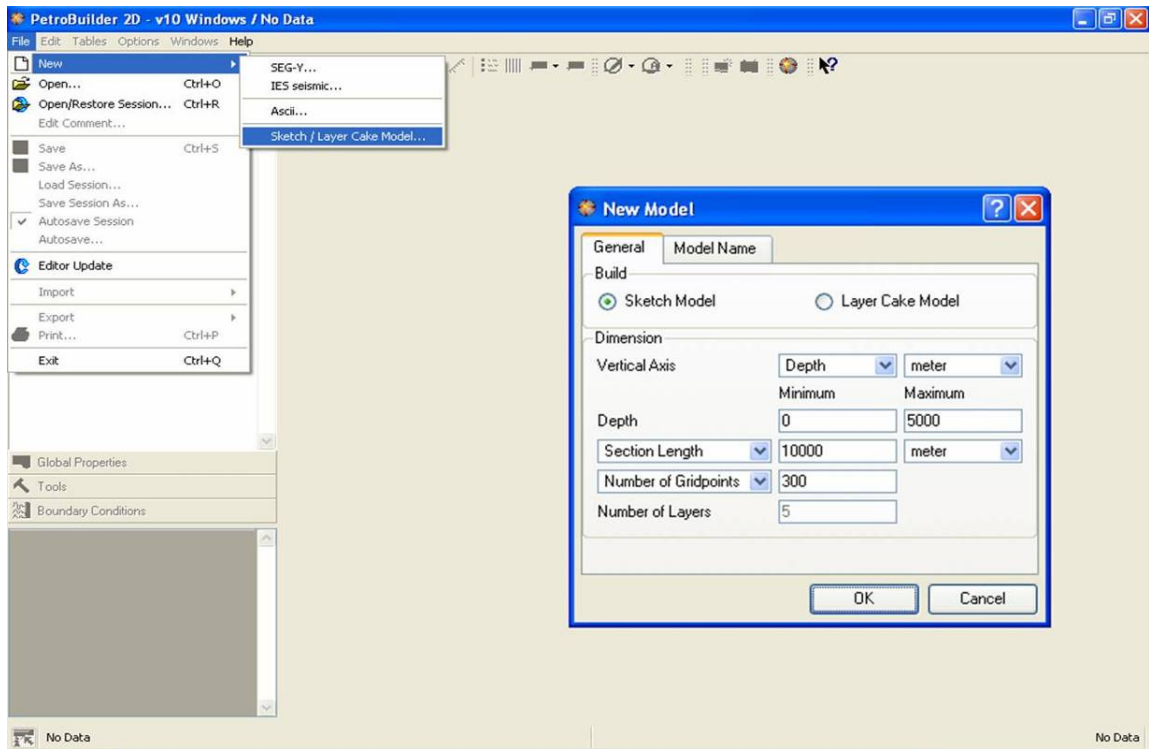 PetroBuilder 2D - v10 Windows / No Data
File Edit Tables Options Windows Help
New
Open... Ctrl+O
Open/Restore Session... Ctrl+R
Edit Comment...
Save Ctrl+S
Save As...
Load Session...
Save Session As...
Autosave Session
Autosave...
Editor Update
Import
Export
Print... Ctrl+P
Exit Ctrl+Q
SEG-Y...
IES seismic...
Ascii...
Sketch / Layer Cake Model...
Global Properties
Tools
Boundary Conditions
New Model
General Model Name
Build
Sketch Model Layer Cake Model
Dimension
Vertical Axis Depth meter
Minimum Maximum
Depth 0 5000
Section Length 10000 meter
Number of Gridpoints 300
Number of Layers 5
OK Cancel
No Data No Data